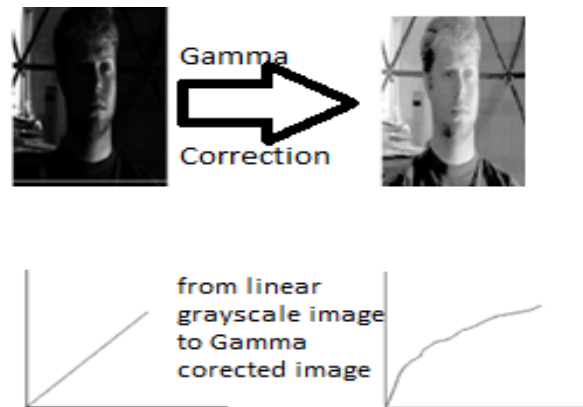 Gamma
Correction
from linear
grayscale image
to Gamma
corected image